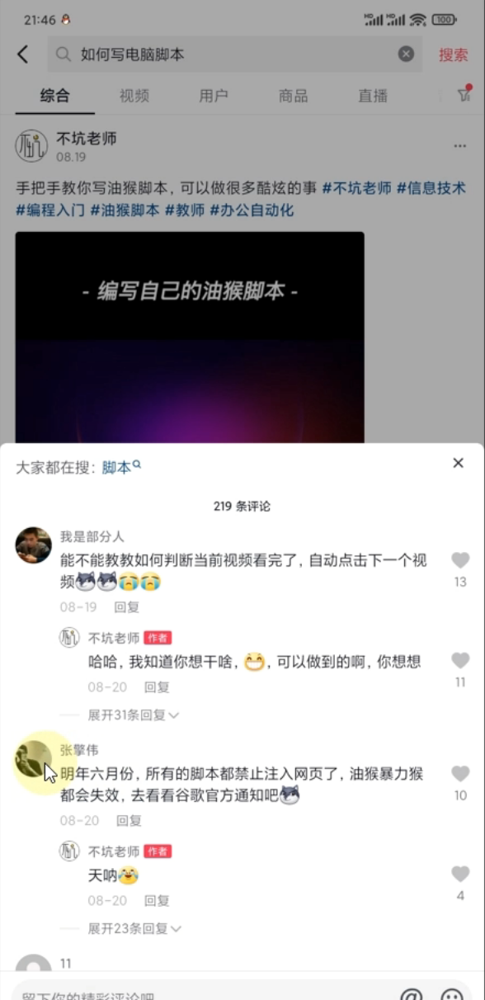 21:46
HD HD 100
如何写电脑脚本
搜索
综合 视频 用户 商品 直播
不坑老师
08.19
手把手教你写油猴脚本，可以做很多酷炫的事 #不坑老师 #信息技术
#编程入门 #油猴脚本 #教师 #办公自动化
- 编写自己的油猴脚本 -
大家都在搜：脚本
219 条评论
我是部分人
能不能教教如何判断当前视频看完了，自动点击下一个视
频
13
08-19 回复
不坑老师 作者
哈哈，我知道你想干啥，，可以做到的啊，你想想
11
08-20 回复
展开31条回复
张擎伟
明年六月份，所有的脚本都禁止注入网页了，油猴暴力猴
都会失效，去看看谷歌官方通知吧
10
08-20 回复
不坑老师 作者
天呐
4
08-20 回复
展开23条回复
11
留下你的精彩评论吧